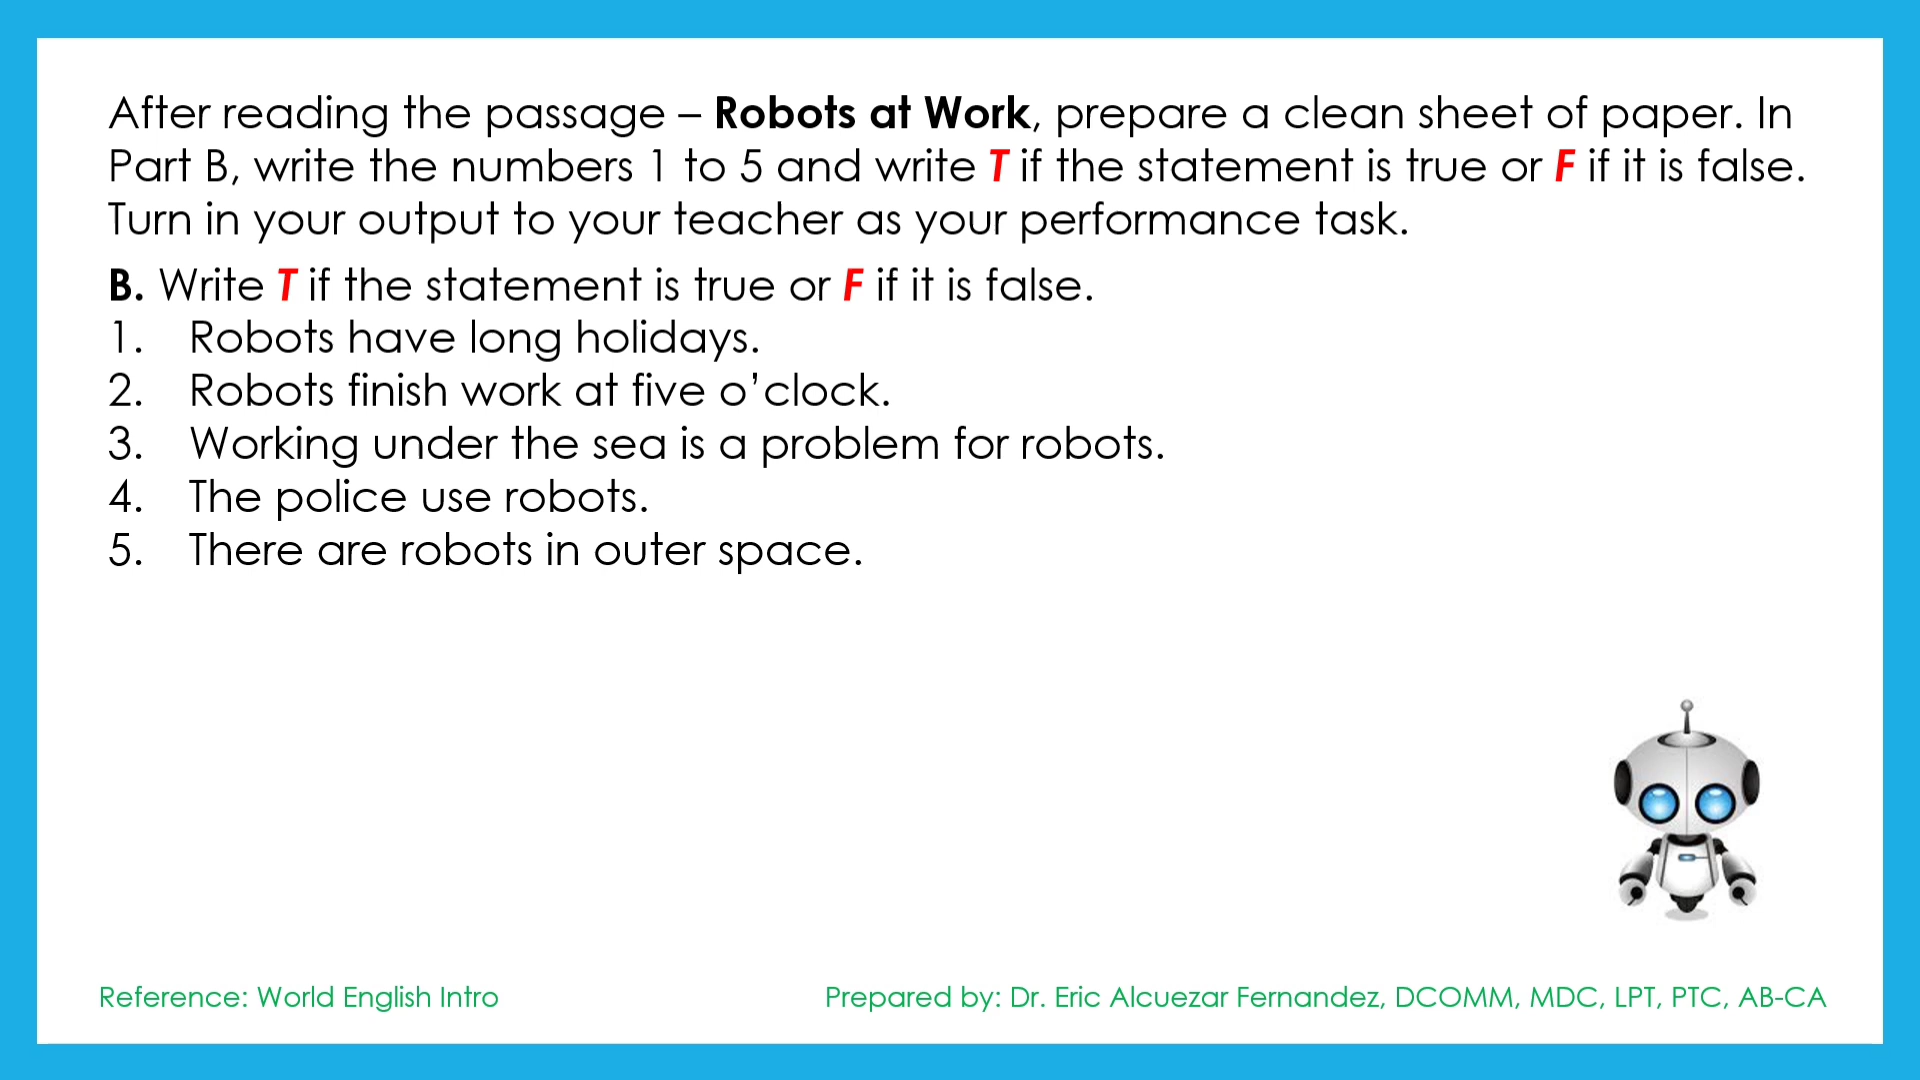 After reading the passage – Robots at Work, prepare a clean sheet of paper. In
Part B, write the numbers 1 to 5 and write T if the statement is true or F if it is false.
Turn in your output to your teacher as your performance task.
B. Write T if the statement is true or F if it is false.
1. Robots have long holidays.
2. Robots finish work at five o’clock.
3. Working under the sea is a problem for robots.
4. The police use robots.
5. There are robots in outer space.
Reference: World English Intro
Prepared by: Dr. Eric Alcuezar Fernandez, DCOMM, MDC, LPT, PTC, AB-CA